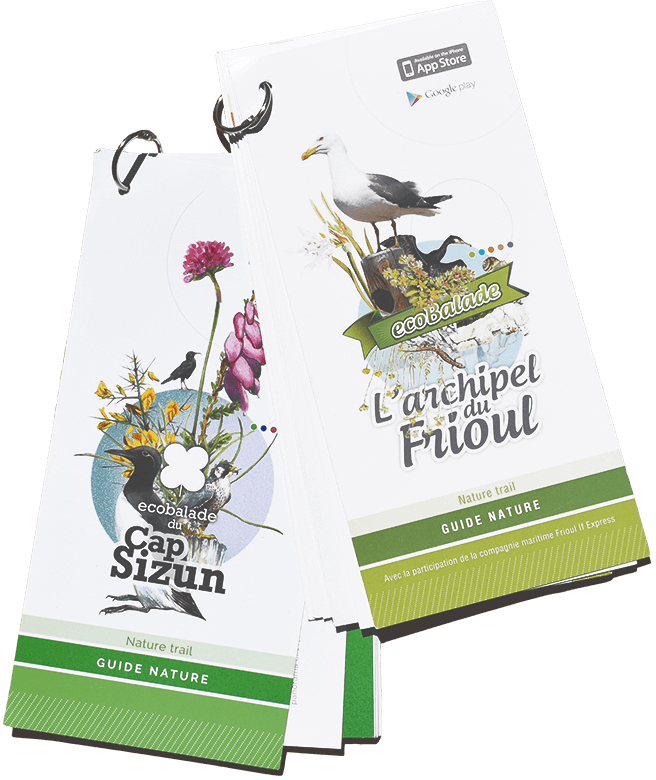 Available on the iPhone
App Store
Google play
ecoBalade
L'archipel
du
Frioul
Nature trail
GUIDE NATURE
Avec la participation de la compagnie maritime Frioul If Express
ecobalade
du
Cap
Sizun
Nature trail
GUIDE NATURE